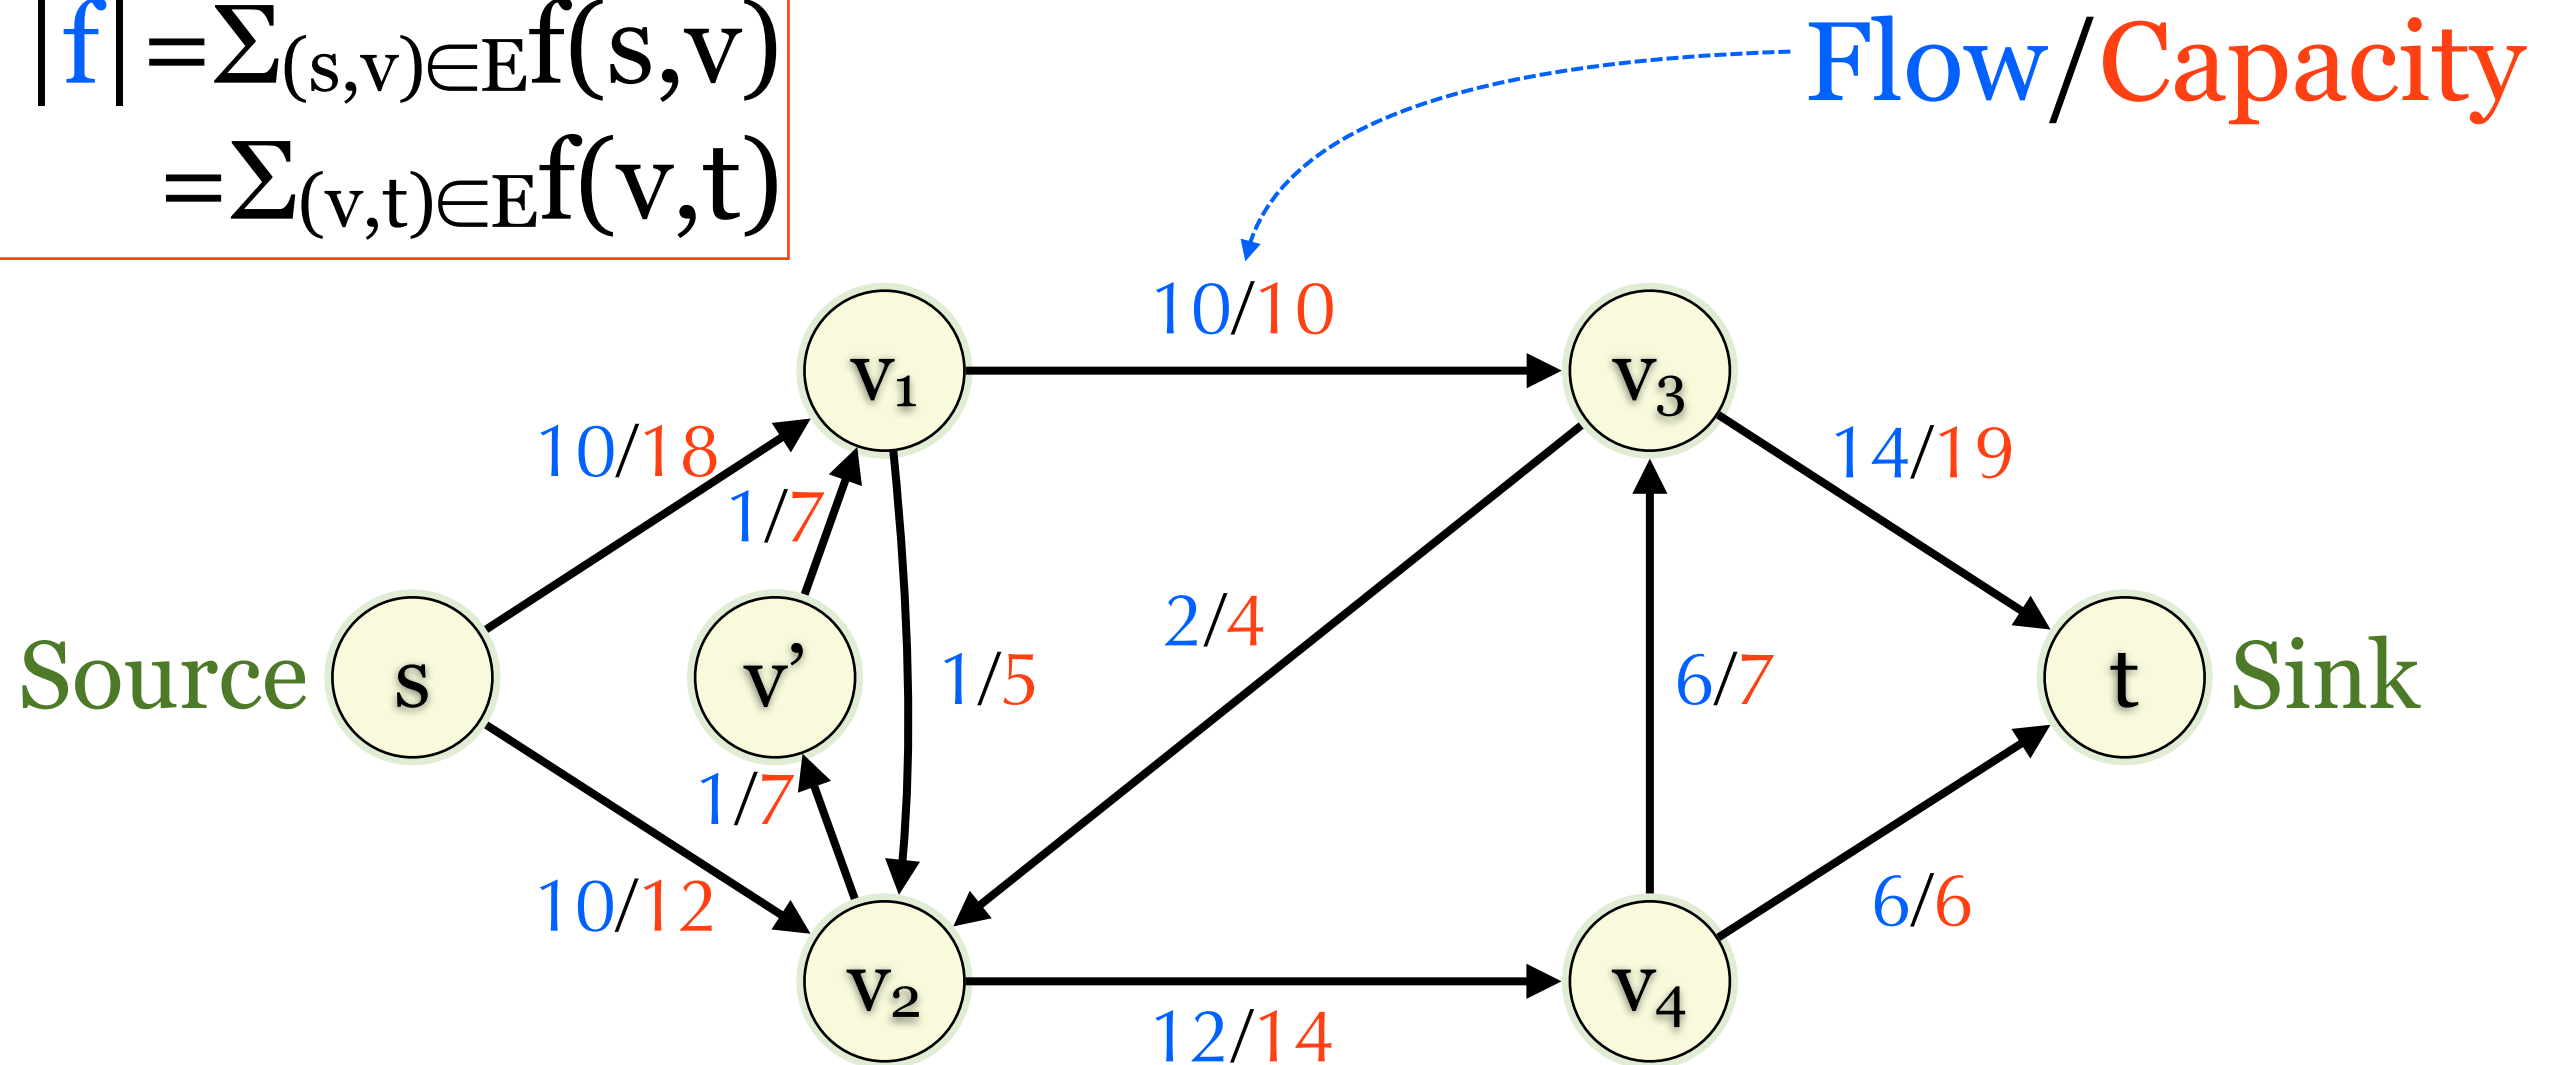 |f|=Σ(s,v)∈Ef(s,v)
=Σ(v,t)∈Ef(v,t)
Flow/Capacity
10/10
v₁
v₃
10/18
14/19
1/7
2/4
Source
s
v’
1/5
6/7
t
Sink
1/7
10/12
6/6
v₂
v₄
12/14